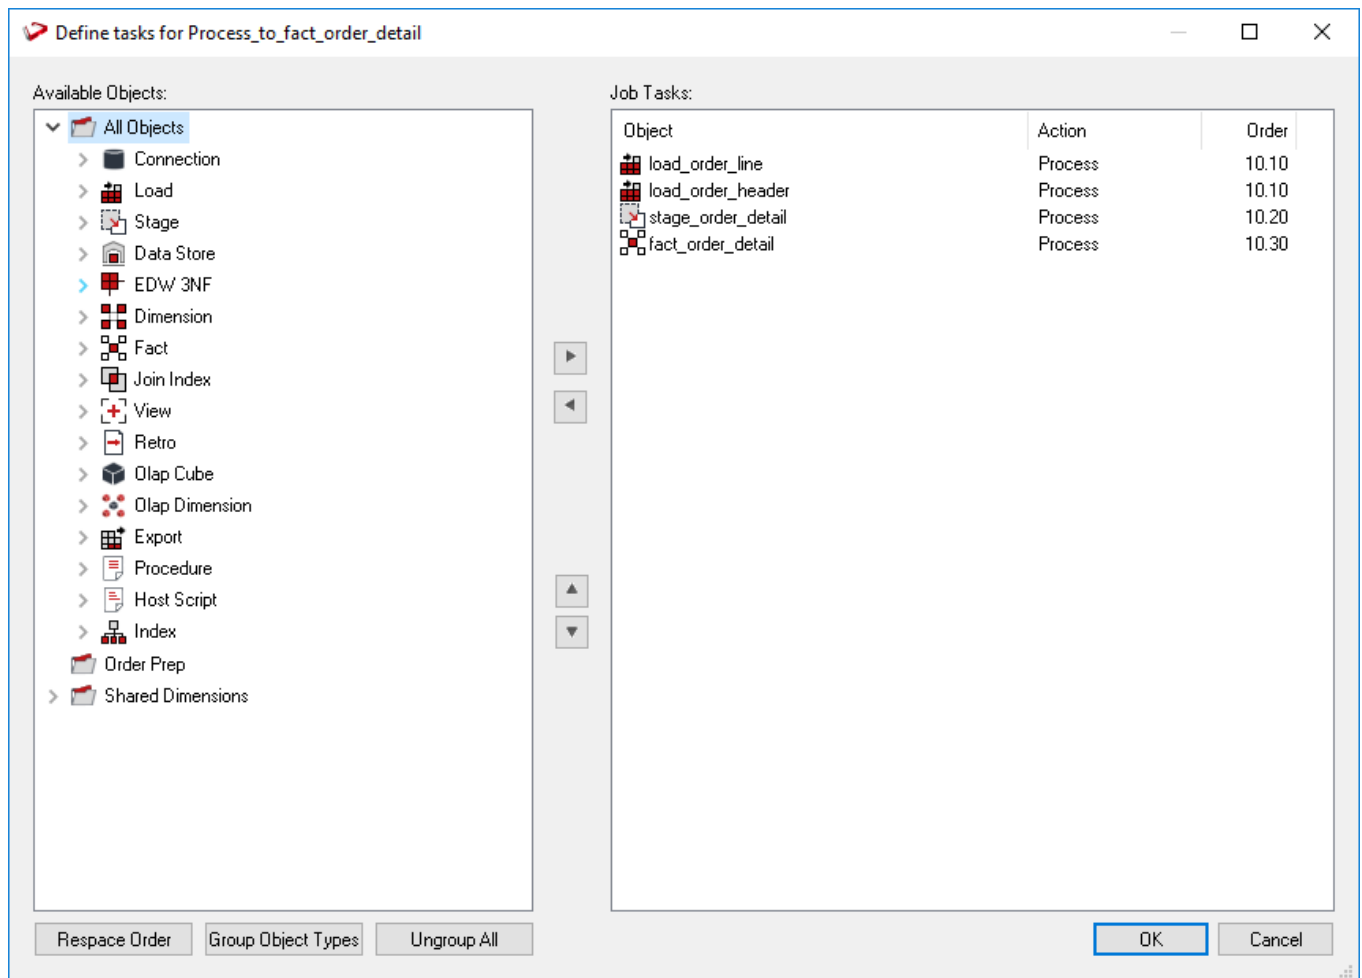 Define tasks for Process_to_fact_order_detail
Available Objects:
All Objects
Connection
Load
Stage
Data Store
EDW 3NF
Dimension
Fact
Join Index
View
Retro
Olap Cube
Olap Dimension
Export
Procedure
Host Script
Index
Order Prep
Shared Dimensions
Job Tasks:
Object Action Order
load_order_line Process 10.10
load_order_header Process 10.10
stage_order_detail Process 10.20
fact_order_detail Process 10.30
Respace Order Group Object Types Ungroup All OK Cancel